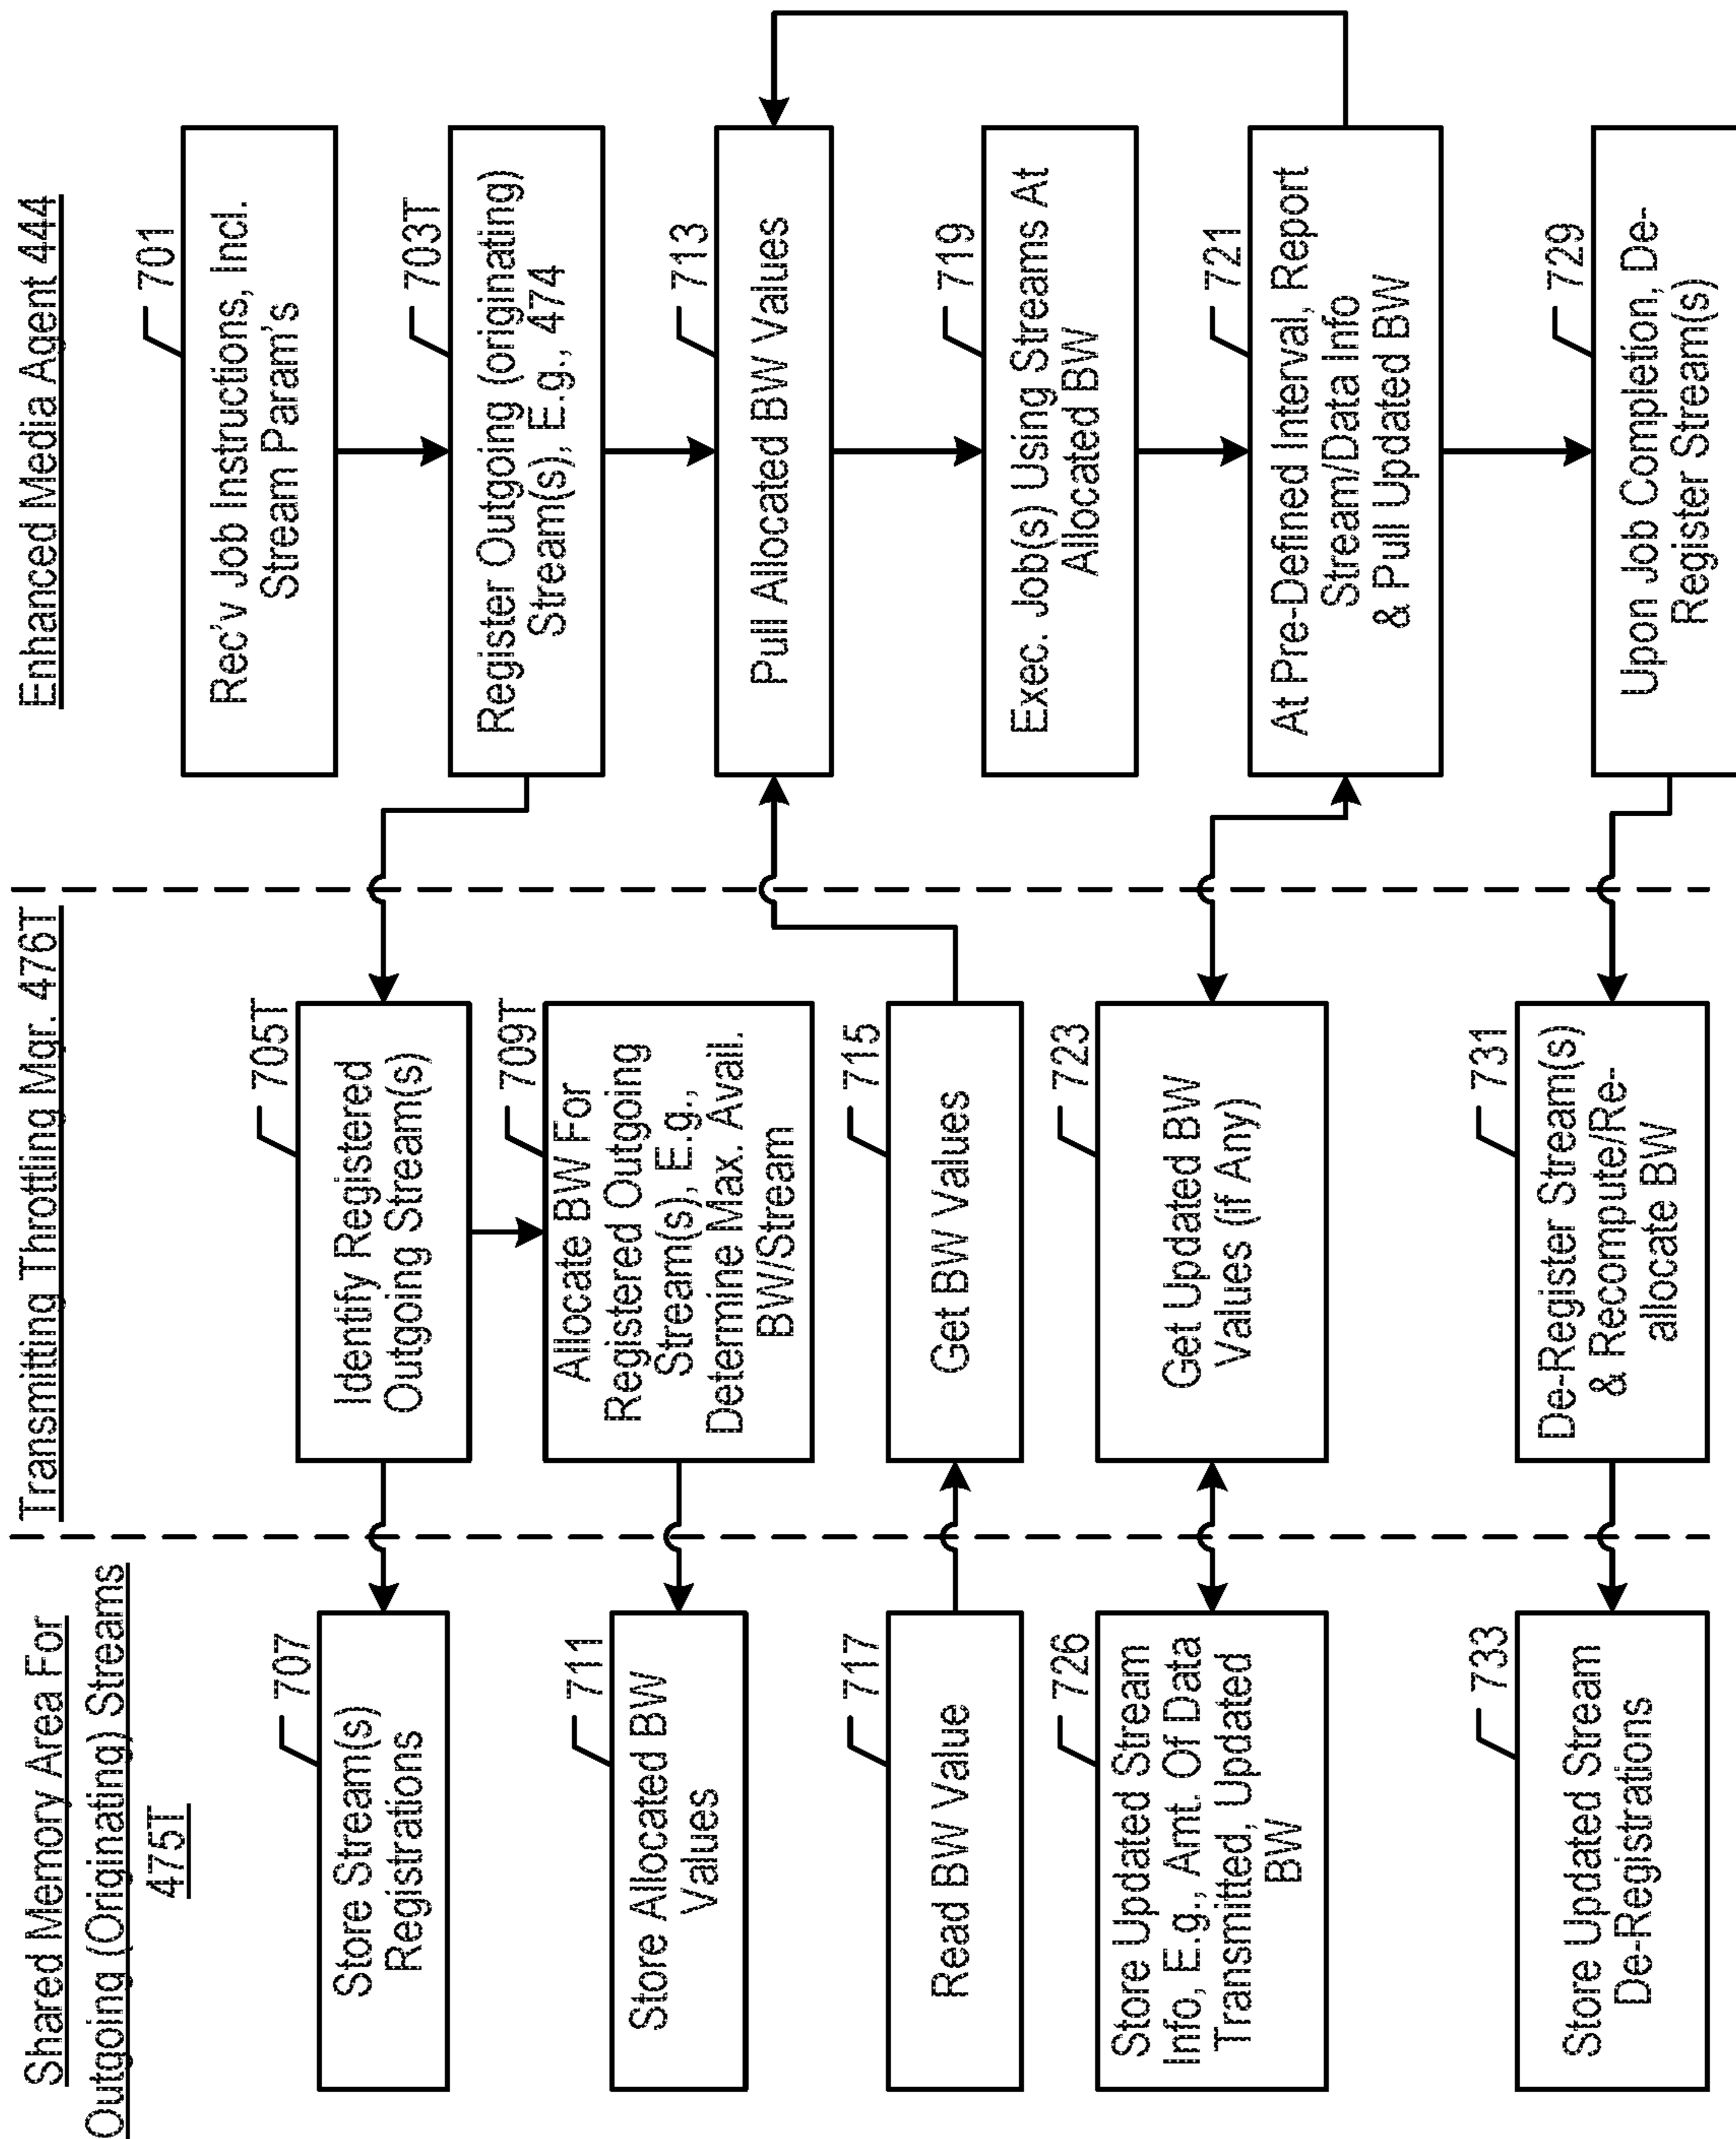 Shared Memory Area For
Outgoing (Originating) Streams
475T
Transmitting Throttling Mgr. 476T
Enhanced Media Agent 444
701
Rec'v Job Instructions, Incl.
Stream Param's
703T
Register Outgoing (originating)
Stream(s), E.g., 474
705T
Identify Registered
Outgoing Stream(s)
707
Store Stream(s)
Registrations
709T
Allocate BW For
Registered Outgoing
Stream(s), E.g.,
Determine Max. Avail.
BW/Stream
711
Store Allocated BW
Values
713
Pull Allocated BW Values
715
Get BW Values
717
Read BW Value
719
Exec. Job(s) Using Streams At
Allocated BW
721
At Pre-Defined Interval, Report
Stream/Data Info
& Pull Updated BW
723
Get Updated BW
Values (if Any)
726
Store Updated Stream
Info, E.g., Amt. Of Data
Transmitted, Updated
BW
729
Upon Job Completion, De-
Register Stream(s)
731
De-Register Stream(s)
& Recompute/Re-
allocate BW
733
Store Updated Stream
De-Registrations